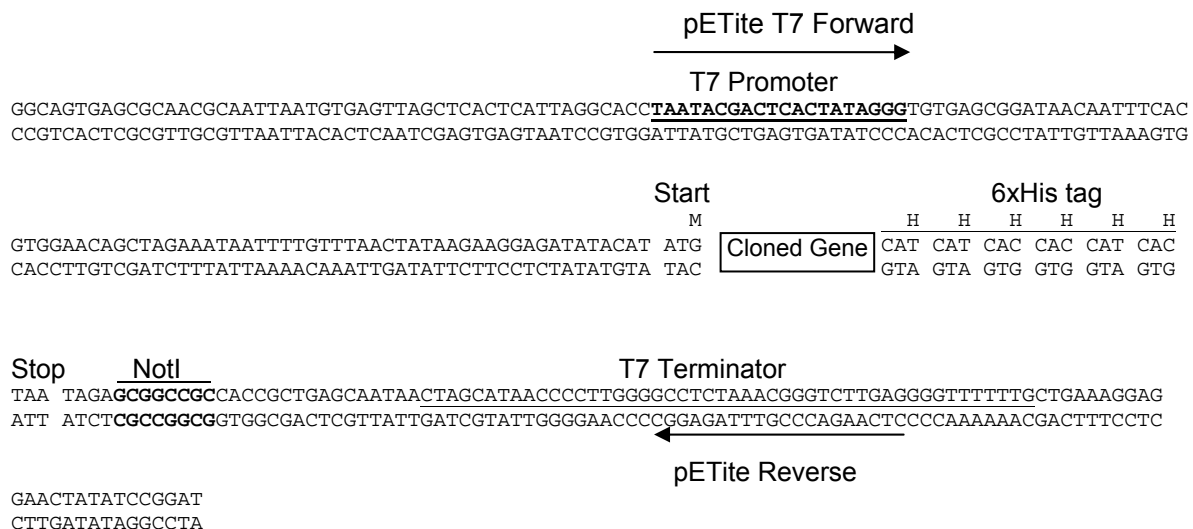 pETite T7 Forward
T7 Promoter
GGCAGTGAGCGCAACGCAATTAATGTGAGTTAGCTCACTCATTAGGCACCTAATACGACTCACTATAGGGTGTGAGCGGATAACAATTTCAC
CCGTCACTCGCGTTGCGTTAATTACACTCAATCGAGTGAGTAATCCGTGGATTATGCTGAGTGATATCCCACACTCGCCTATTGTTAAAGTG
Start 6xHis tag
M H H H H H H
GTGGAACAGCTAGAAATAATTTTGTTTAACTATAAGAAGGAGATATACAT ATG Cloned Gene CAT CAT CAC CAC CAT CAC
CACCTTGTCGATCTTTATTAAAACAAATTGATATTCTTCCTCTATATGTA TAC GTA GTA GTG GTG GTA GTG
Stop NotI T7 Terminator
TAA TAGAGCGGCCGCCACCGCTGAGCAATAACTAGCATAACCCCTTGGGGCCTCTAAACGGGTCTTGAGGGGTTTTTTGCTGAAAGGAG
ATT ATCTCGCCGGCGGTGGCGACTCGTTATTGATCGTATTGGGGAACCCCGGAGATTTGCCCAGAACTCCCCAAAAAACGACTTTCCTC
pETite Reverse
GAACTATATCCGGAT
CTTGATATAGGCCTA